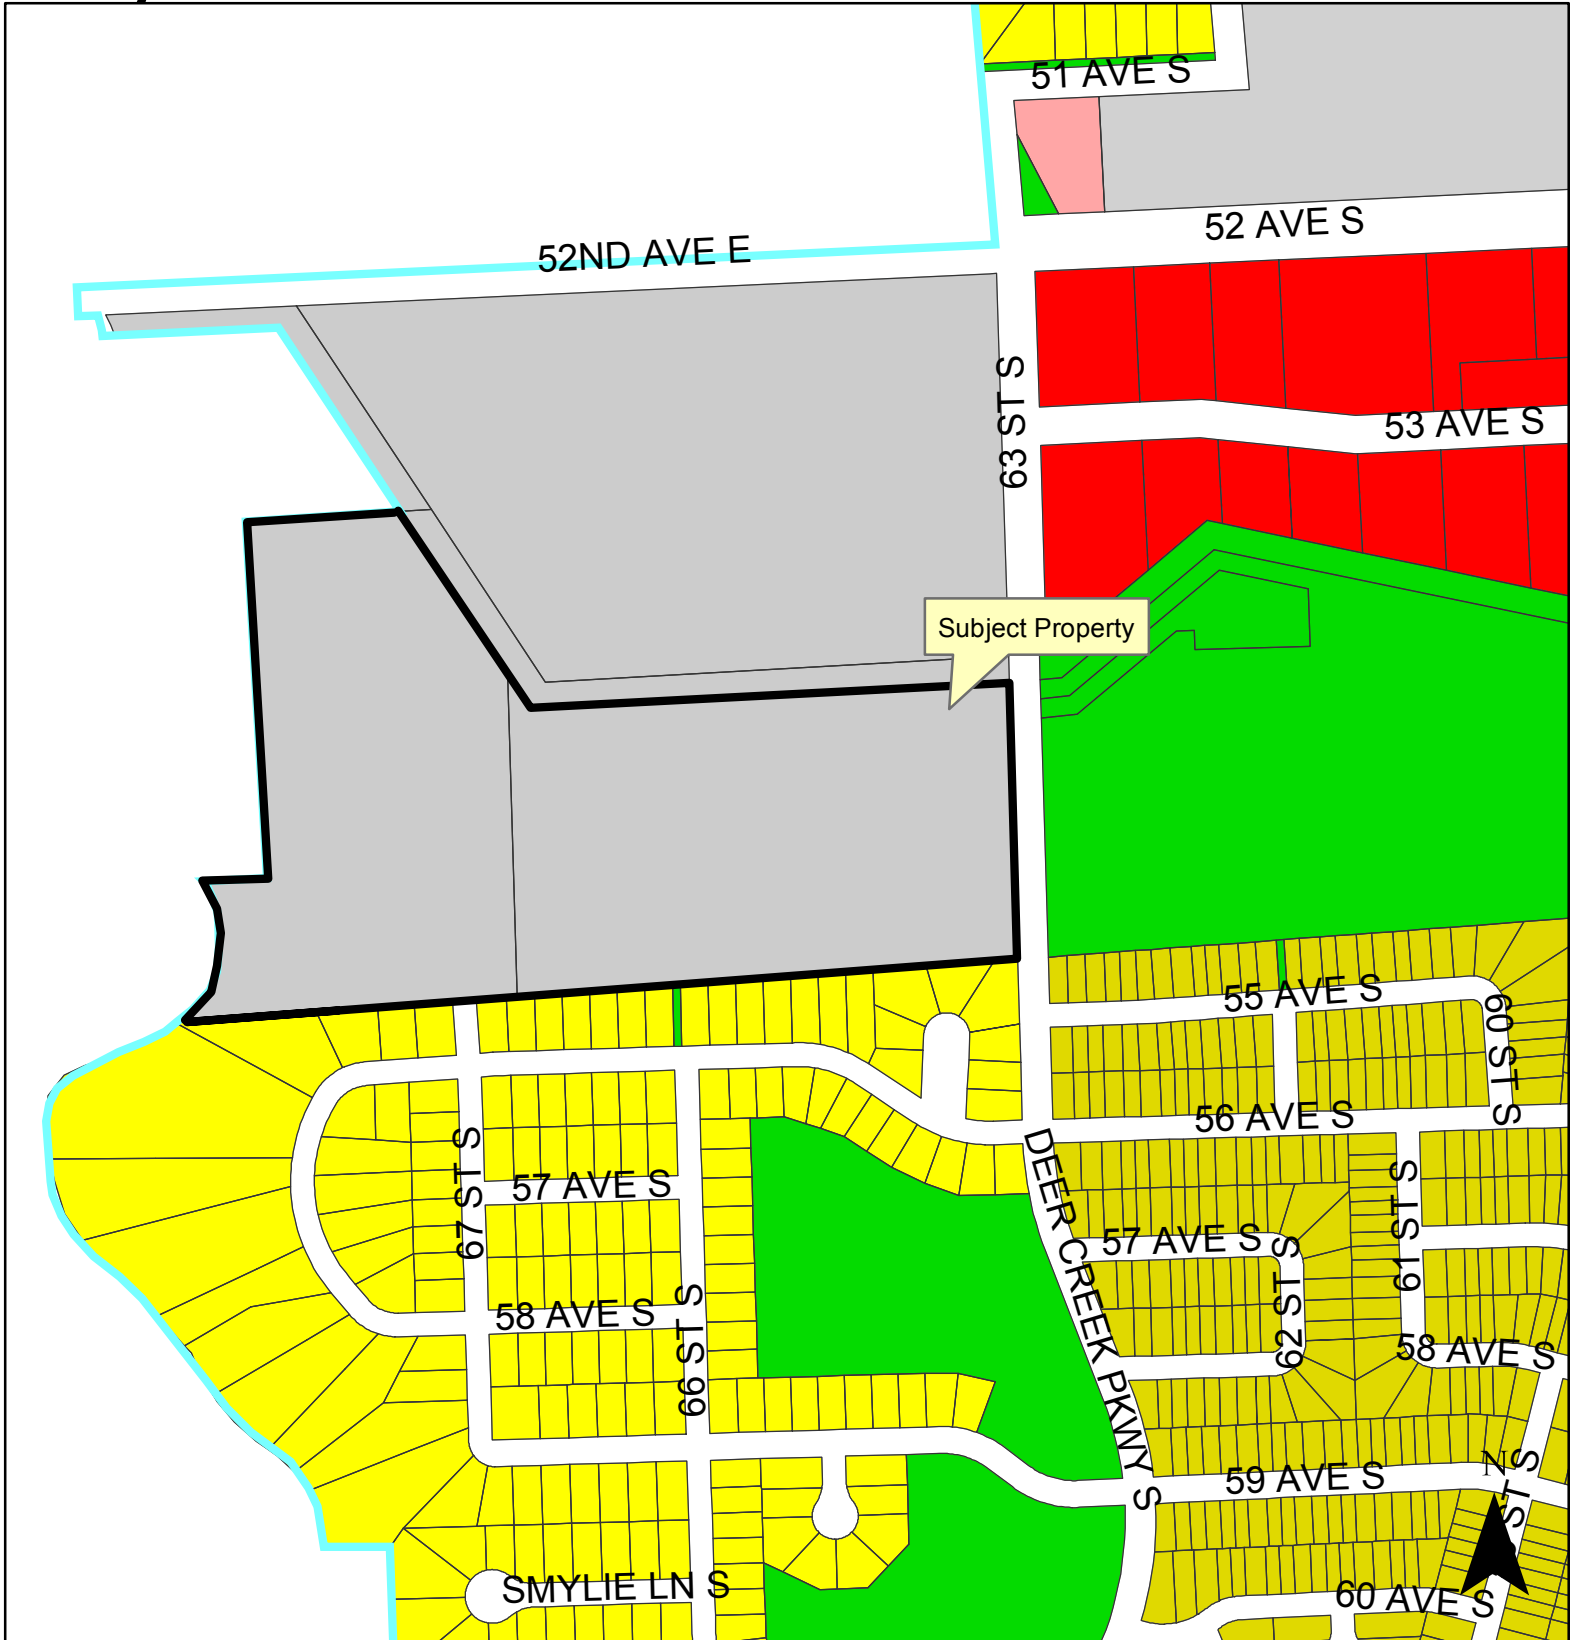 51 AVE S
52 AVE S
52ND AVE E
63 ST S
53 AVE S
Subject Property
55 AVE S
60 ST S
56 AVE S
67 ST S
57 AVE S
DEER CREEK PKWY S
57 AVE S
62 ST S
61 ST S
58 AVE S
66 ST S
58 AVE S
59 AVE S
N
ST S
SMYLIE LN S
60 AVE S